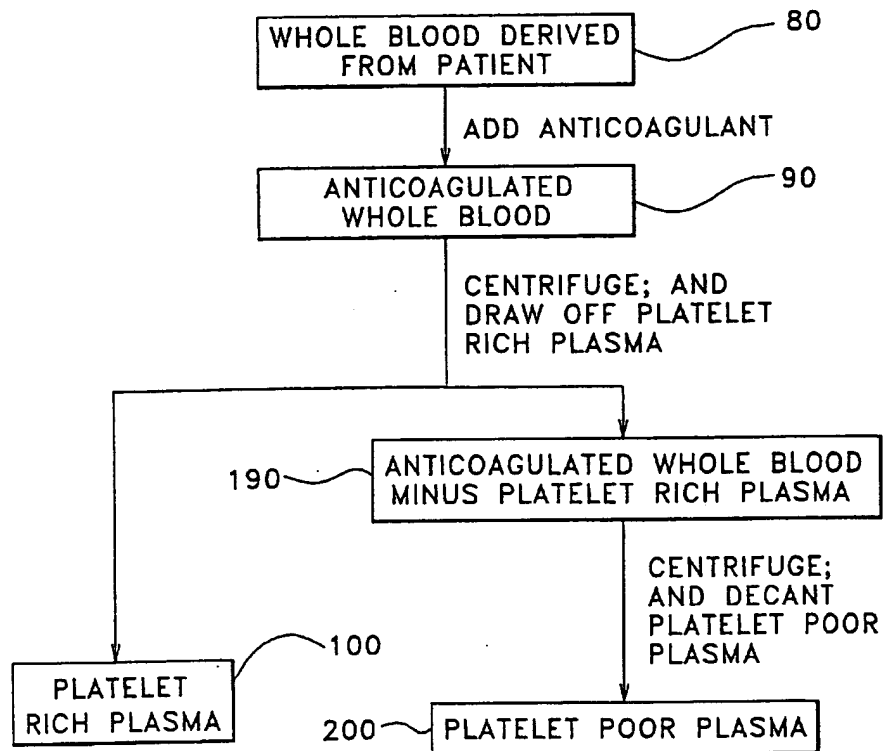 WHOLE BLOOD DERIVED
FROM PATIENT
80
ADD ANTICOAGULANT
ANTICOAGULATED
WHOLE BLOOD
90
CENTRIFUGE; AND
DRAW OFF PLATELET
RICH PLASMA
190
ANTICOAGULATED WHOLE BLOOD
MINUS PLATELET RICH PLASMA
CENTRIFUGE;
AND DECANT
PLATELET POOR
PLASMA
100
PLATELET
RICH PLASMA
200
PLATELET POOR PLASMA